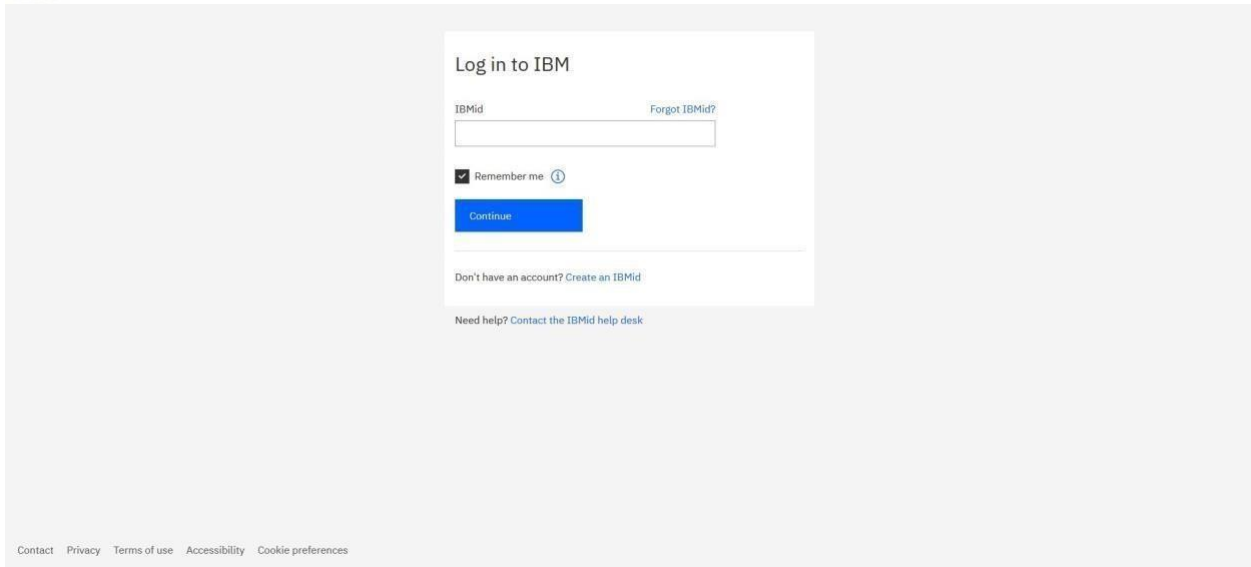 Log in to IBM
IBMid Forgot IBMid?
Remember me
Continue
Don't have an account? Create an IBMid
Need help? Contact the IBMid help desk
Contact Privacy Terms of use Accessibility Cookie preferences